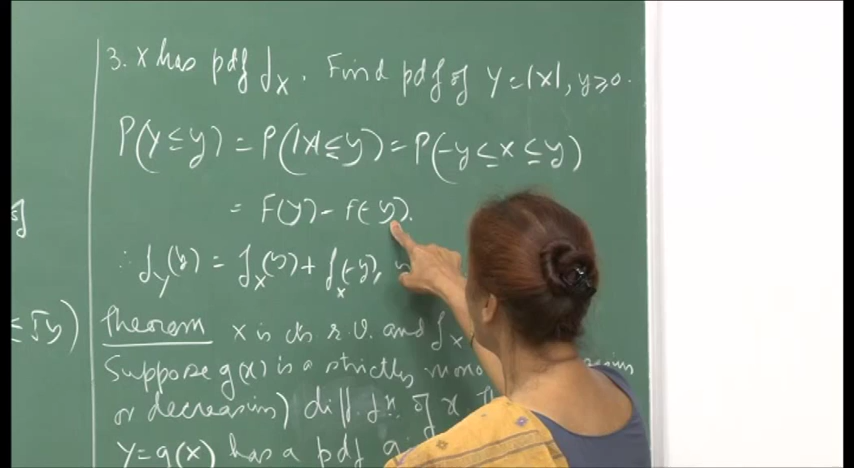 3. X has pdf f_X. Find pdf of Y=|X|, y≥0.
P(Y≤y) = P(|X|≤y) = P(-y≤X≤y)
= F(y) - F(-y).
∴ f_Y(y) = f_X(y) + f_X(-y),
∈ √y)
Theorem X is cts r.v. and f_X
Suppose g(x) is a strictly mono
or decreasing) diff. fn. of x
Y=g(X) has a pdf